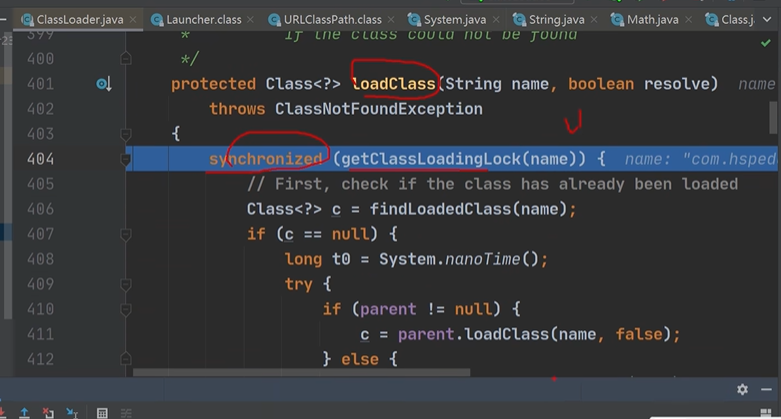 ClassLoader.java × Launcher.class × URLClassPath.class × System.java × String.java × Math.java × Class.j
399 * if the class could not be found
400 */
401 protected Class<?> loadClass(String name, boolean resolve) name
402 throws ClassNotFoundException
403 {
404 synchronized (getClassLoadingLock(name)) { name: "com.hsped
405 // First, check if the class has already been loaded
406 Class<?> c = findLoadedClass(name);
407 if (c == null) {
408 long t0 = System.nanoTime();
409 try {
410 if (parent != null) {
411 c = parent.loadClass(name, false);
412 } else {